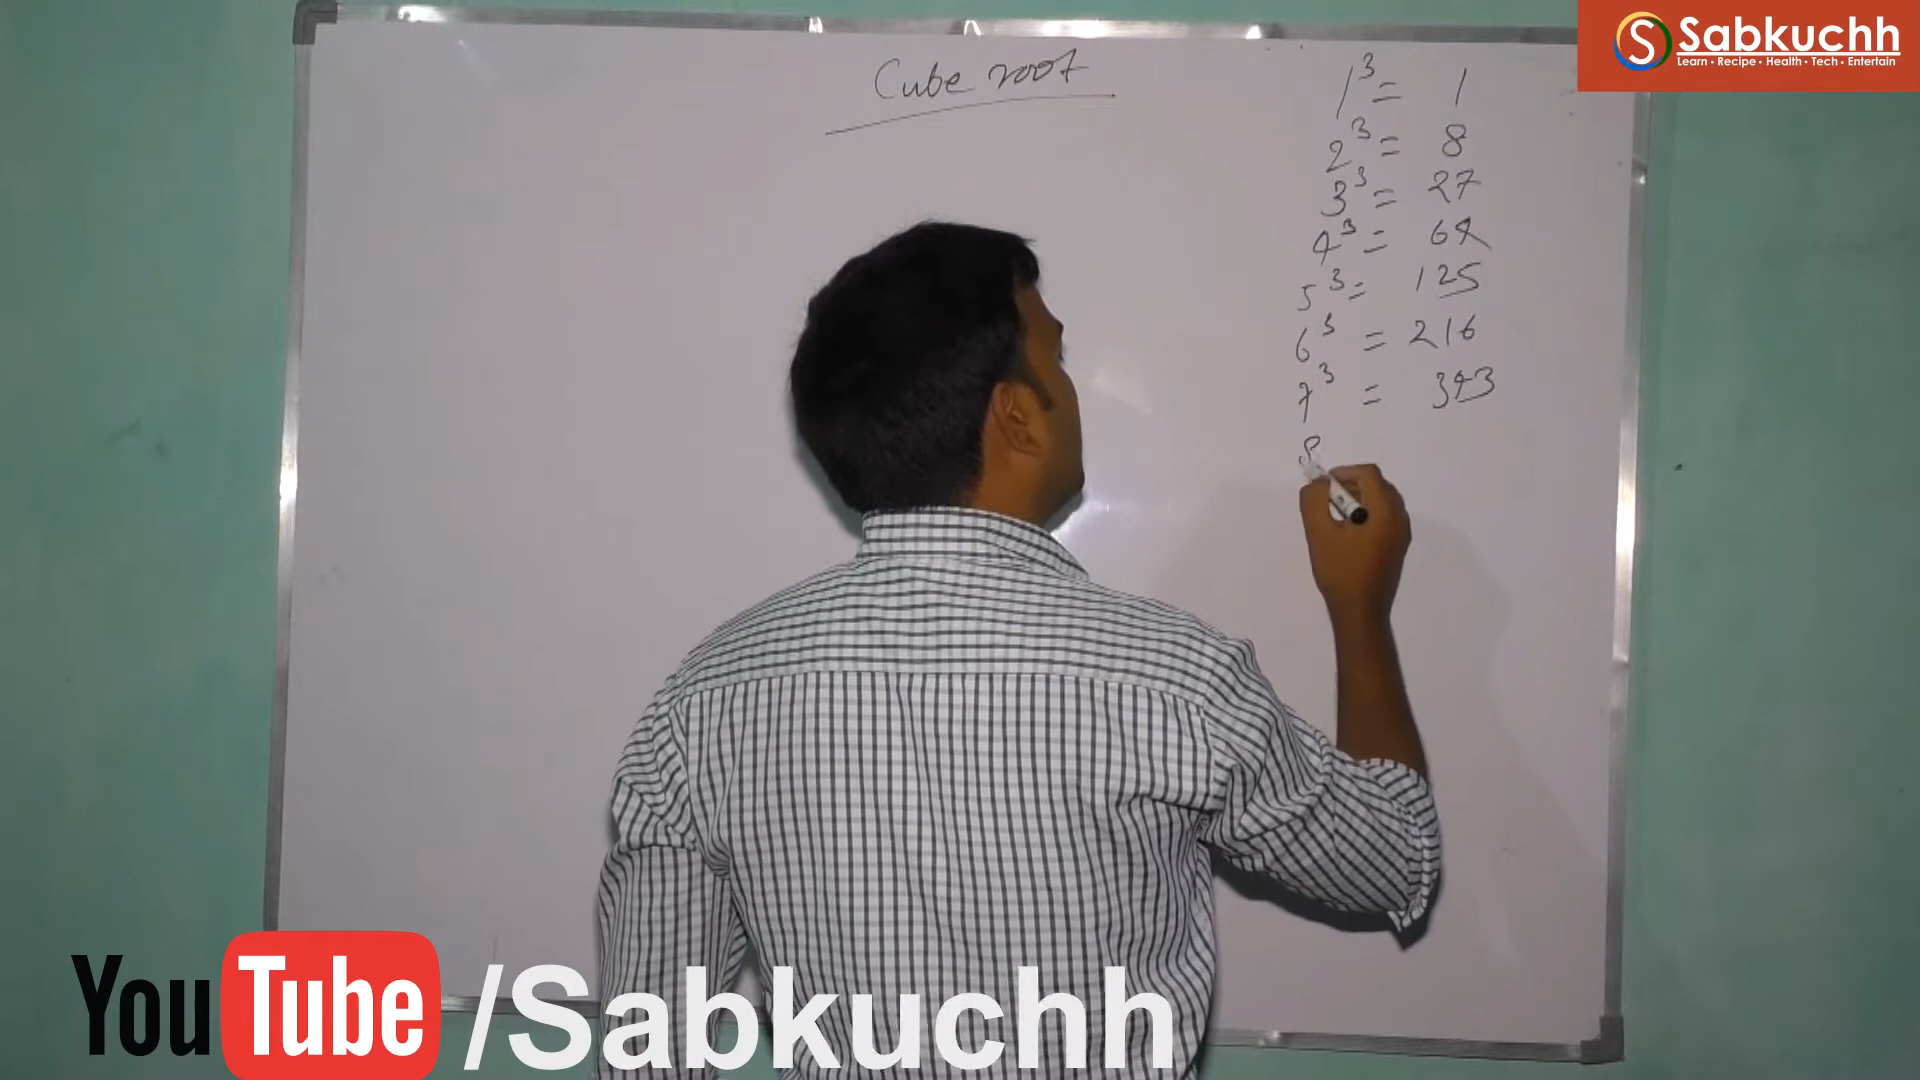 Cube root
1³ = 1
2³ = 8
3³ = 27
4³ = 64
5³ = 125
6³ = 216
7³ = 343
8
Sabkuchh
Learn • Recipe • Health • Tech • Entertain
YouTube /Sabkuchh